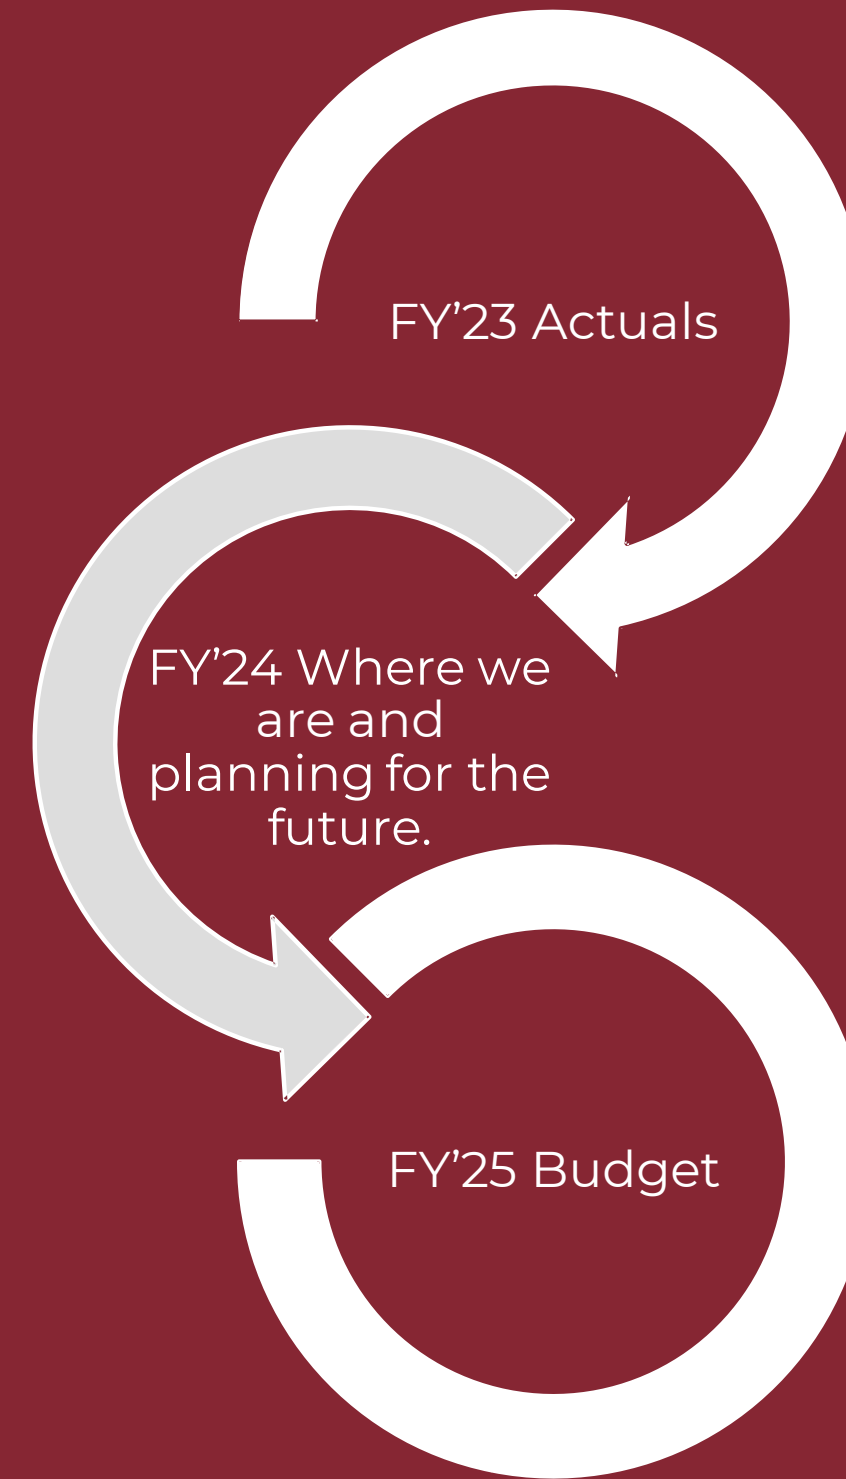 FY’23 Actuals
FY’24 Where we
are and
planning for the
future.
FY’25 Budget